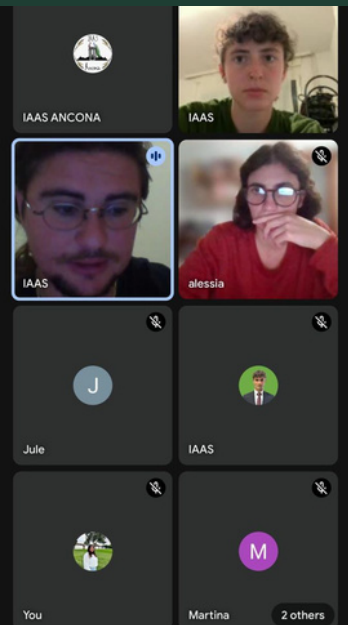 IAAS ANCONA
IAAS
IAAS
alessia
J
Jule
IAAS
You
M
Martina
2 others